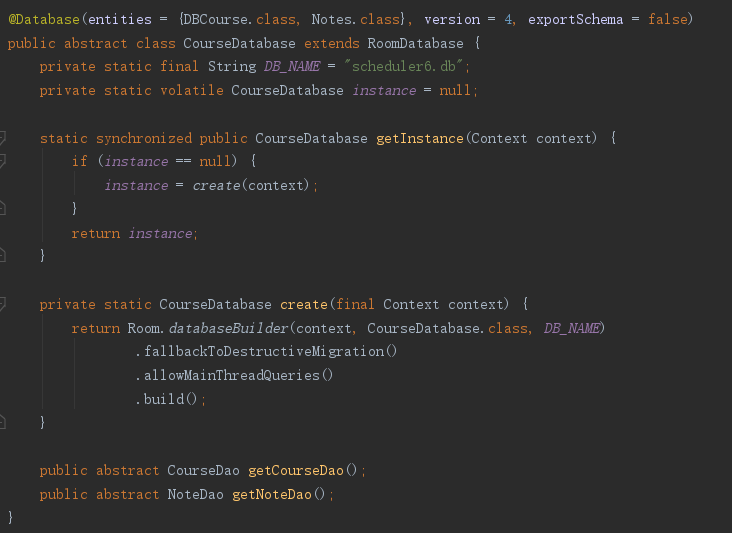 @Database(entities = {DBCourse.class, Notes.class}, version = 4, exportSchema = false)
public abstract class CourseDatabase extends RoomDatabase {
    private static final String DB_NAME = "scheduler6.db";
    private static volatile CourseDatabase instance = null;

    static synchronized public CourseDatabase getInstance(Context context) {
        if (instance == null) {
            instance = create(context);
        }
        return instance;
    }

    private static CourseDatabase create(final Context context) {
        return Room.databaseBuilder(context, CourseDatabase.class, DB_NAME)
                .fallbackToDestructiveMigration()
                .allowMainThreadQueries()
                .build();
    }

    public abstract CourseDao getCourseDao();
    public abstract NoteDao getNoteDao();
}